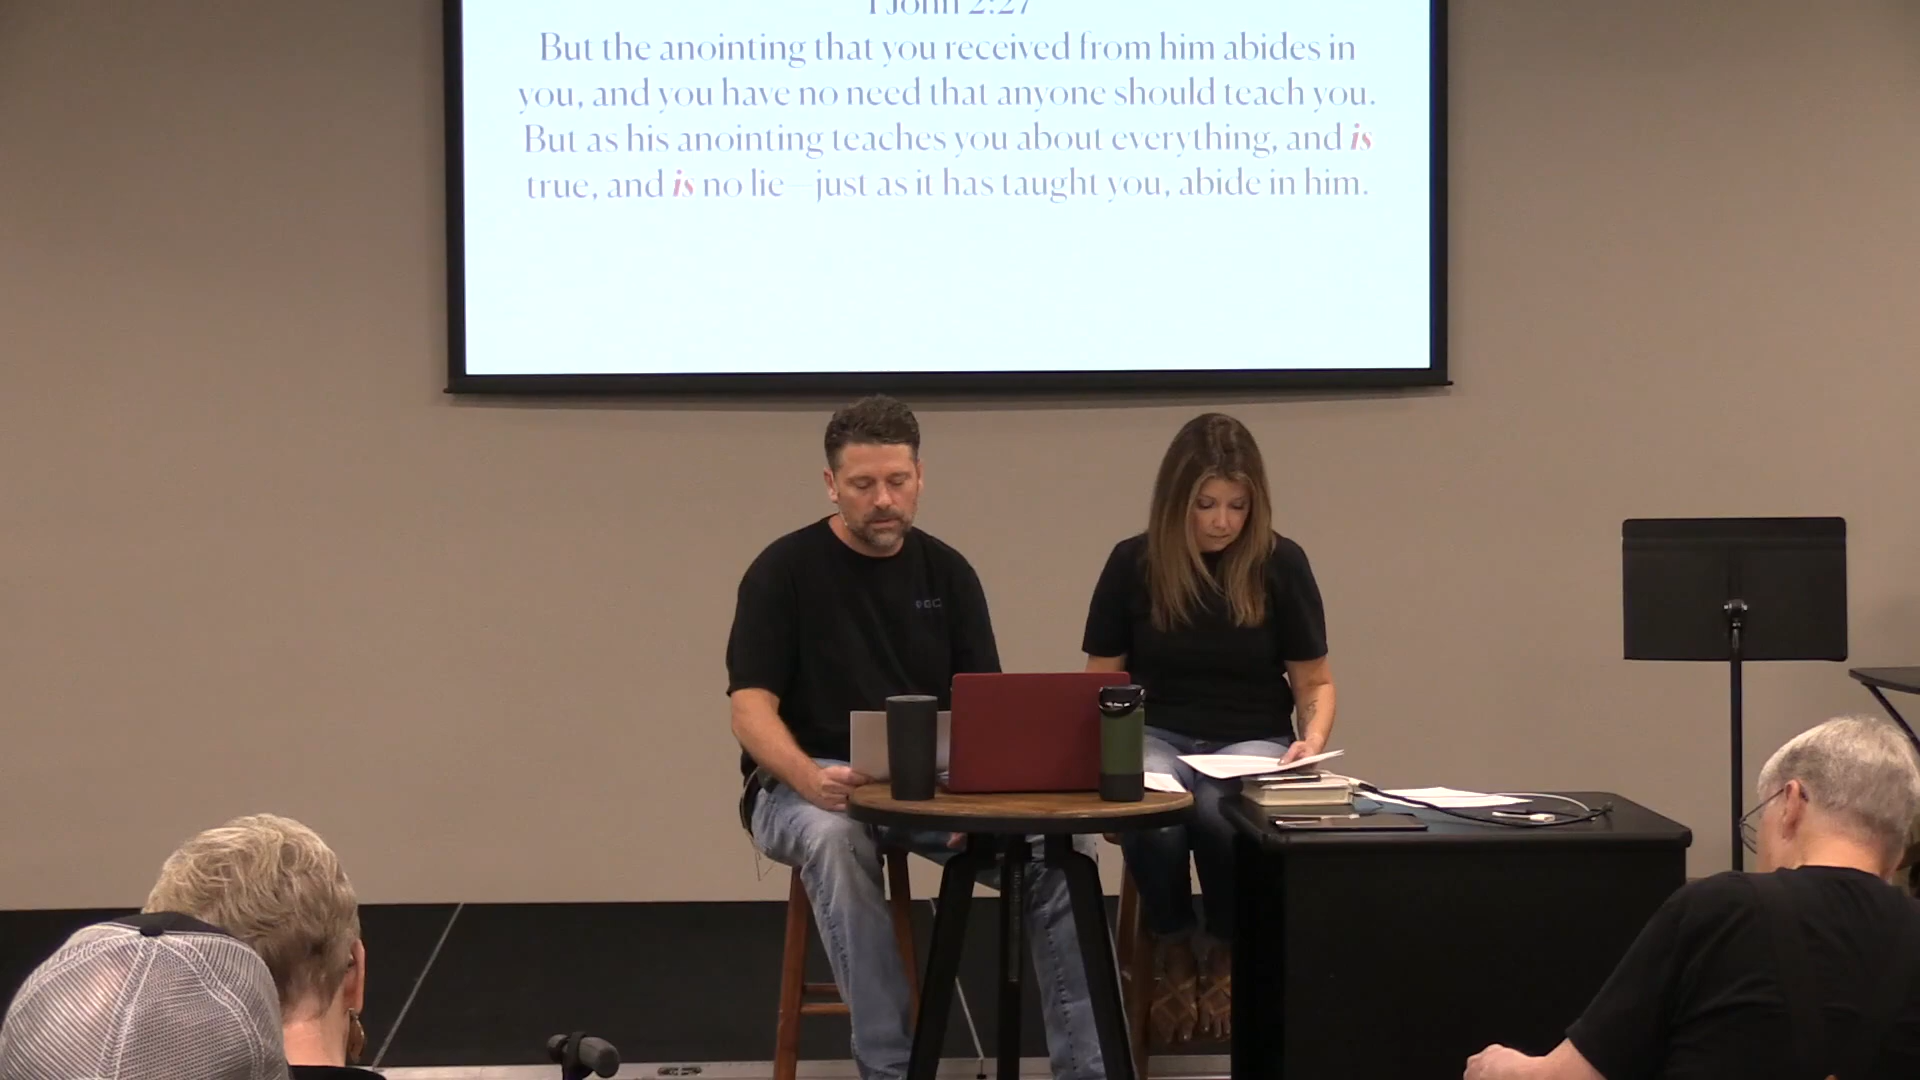 1 John 2:27
But the anointing that you received from him abides in
you, and you have no need that anyone should teach you.
But as his anointing teaches you about everything, and is
true, and is no lie—just as it has taught you, abide in him.